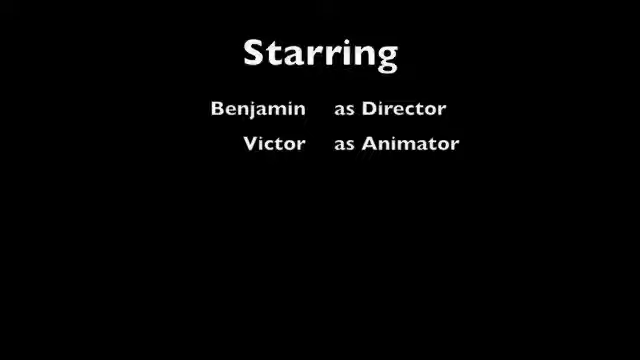 Starring
Benjamin as Director
Victor as Animator